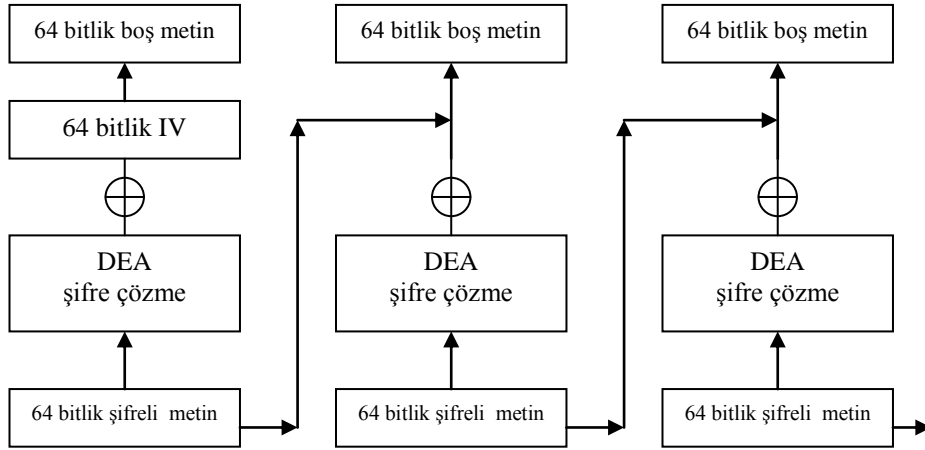 64 bitlik boş metin
64 bitlik boş metin
64 bitlik boş metin
64 bitlik IV
DEA
şifre çözme
DEA
şifre çözme
DEA
şifre çözme
64 bitlik şifreli metin
64 bitlik şifreli metin
64 bitlik şifreli metin